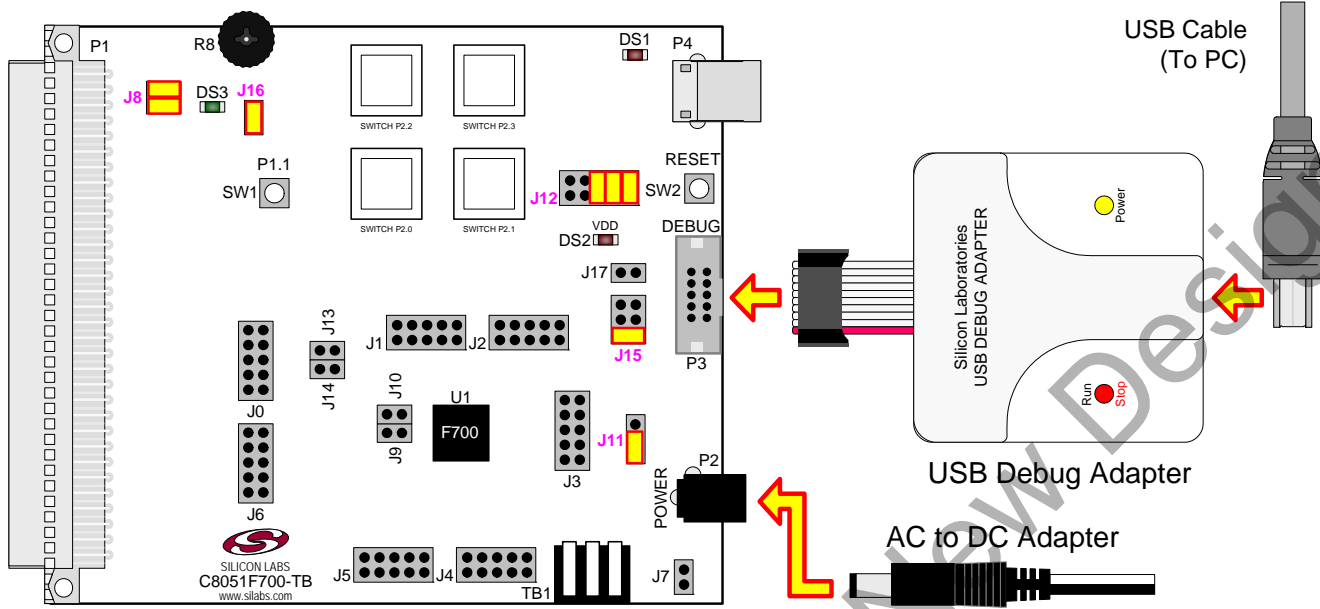 USB Cable
(To PC)
P1
R8
DS1
P4
J8
DS3
J16
SWITCH P2.2
SWITCH P2.3
P1.1
SW1
RESET
J12
SW2
SWITCH P2.0
SWITCH P2.1
VDD
DS2
DEBUG
J17
J15
P3
Silicon Laboratories
USB DEBUG ADAPTER
Power
Run
Stop
USB Debug Adapter
J13
J14
J1
J2
J0
J10
J9
U1
F700
J11
J3
P2
POWER
J6
AC to DC Adapter
SILICON LABS
C8051F700-TB
www.silabs.com
J5
J4
TB1
J7
New Design